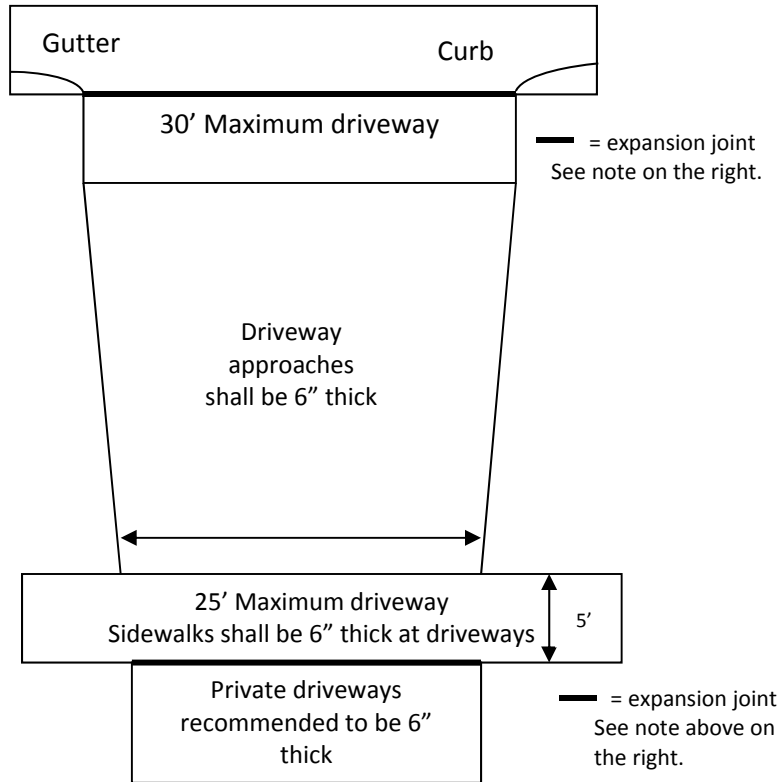 Gutter
Curb
30’ Maximum driveway
= expansion joint
See note on the right.
Driveway
approaches
shall be 6” thick
25’ Maximum driveway
Sidewalks shall be 6” thick at driveways
5’
Private driveways
recommended to be 6”
thick
= expansion joint
See note above on
the right.